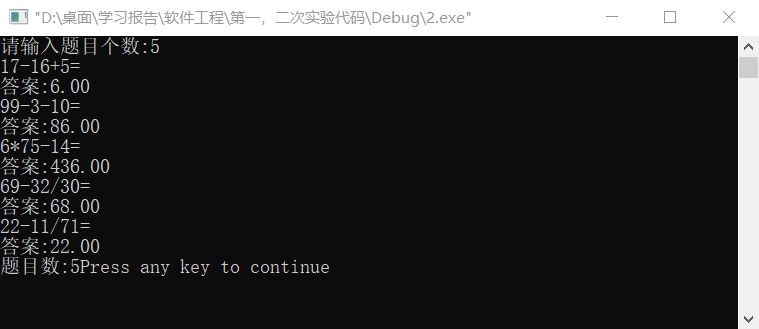 "D:\桌面\学习报告\软件工程\第一，二次实验代码\Debug\2.exe"
请输入题目个数:5
17-16+5=
答案:6.00
99-3-10=
答案:86.00
6*75-14=
答案:436.00
69-32/30=
答案:68.00
22-11/71=
答案:22.00
题目数:5Press any key to continue